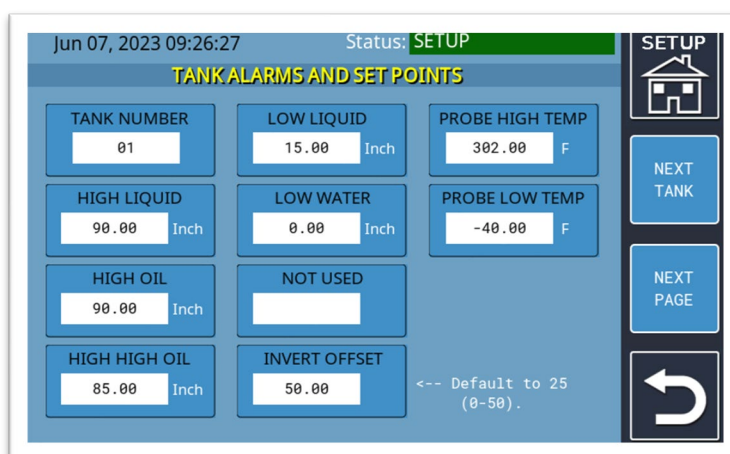 Jun 07, 2023 09:26:27 Status: SETUP
TANK ALARMS AND SET POINTS
TANK NUMBER
01
HIGH LIQUID
90.00 Inch
HIGH OIL
90.00 Inch
HIGH HIGH OIL
85.00 Inch
LOW LIQUID
15.00 Inch
LOW WATER
0.00 Inch
NOT USED
INVERT OFFSET
50.00
<-- Default to 25
(0-50).
PROBE HIGH TEMP
302.00 F
PROBE LOW TEMP
-40.00 F
SETUP
NEXT
TANK
NEXT
PAGE